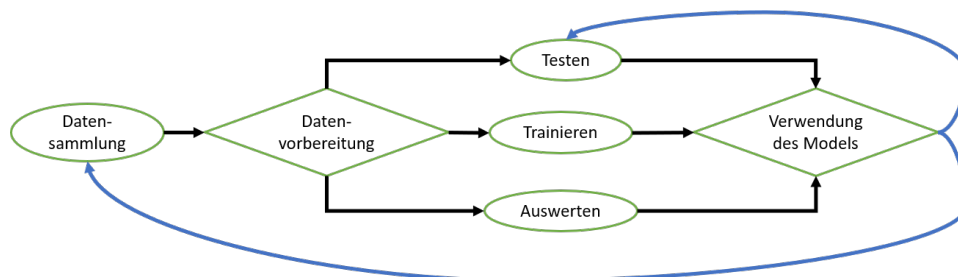 Testen
Daten-
sammlung
Daten-
vorbereitung
Trainieren
Verwendung
des Models
Auswerten